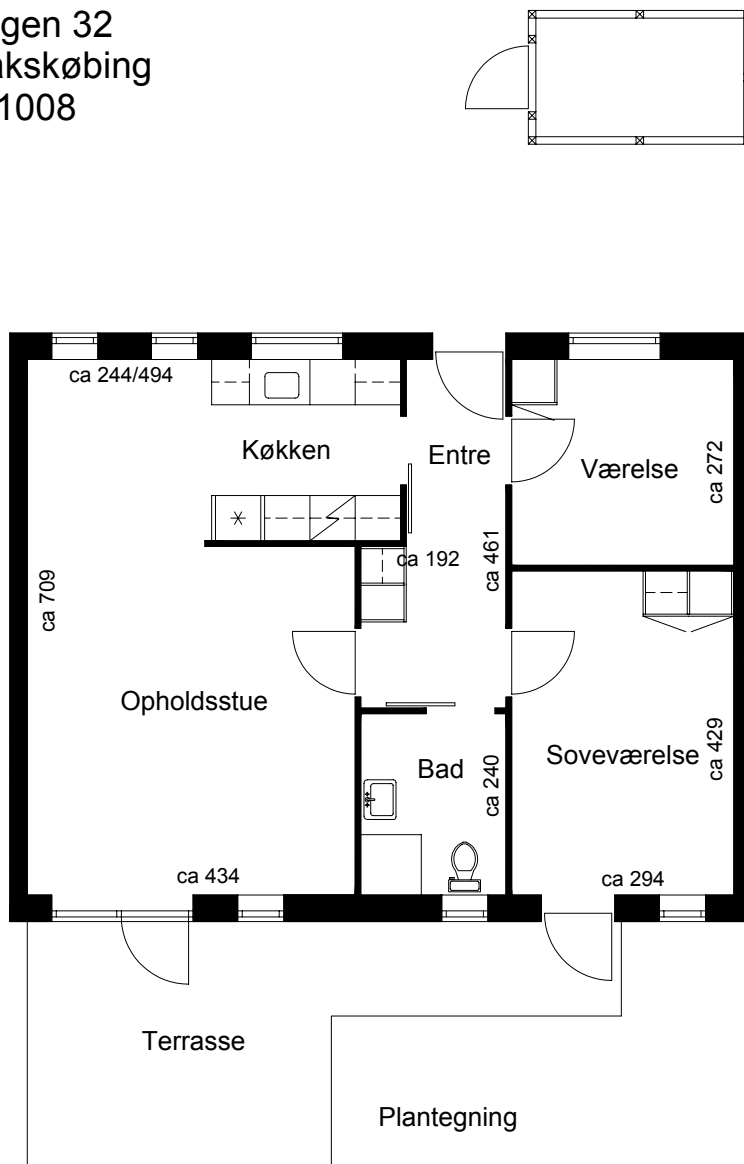 gen 32
akskøbing
1008
ca 244/494
Køkken
Entre
Værelse
ca 272
ca 192
ca 461
ca 709
Opholdsstue
Bad
ca 240
Soveværelse
ca 429
ca 434
ca 294
Terrasse
Plantegning